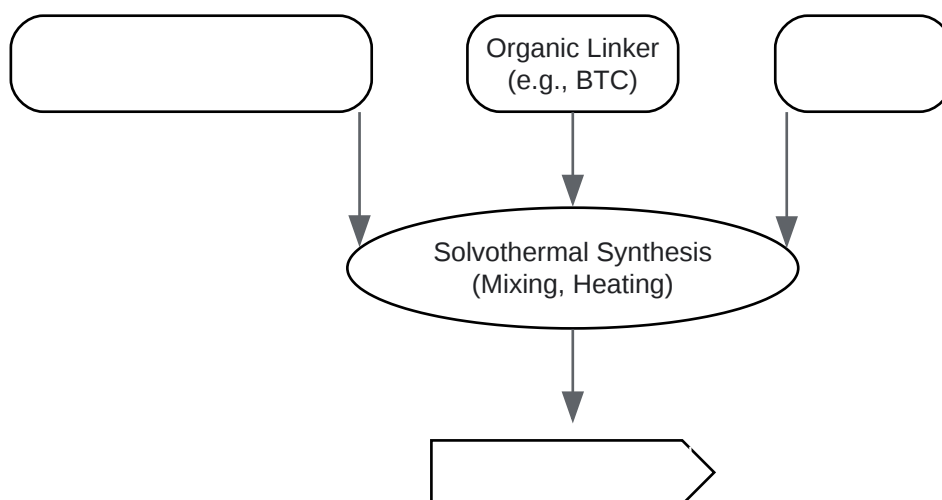 Organic Linker
(e.g., BTC)
Solvothermal Synthesis
(Mixing, Heating)